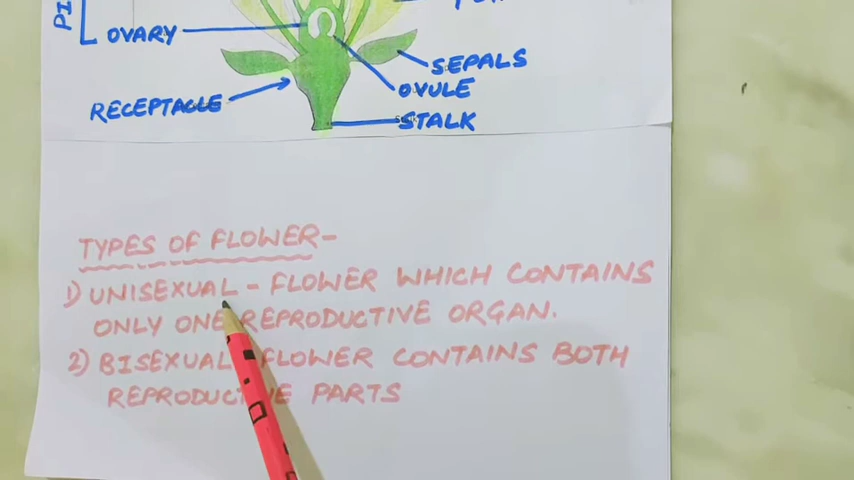 OVARY
SEPALS
OVULE
RECEPTACLE
STALK
TYPES OF FLOWER-
1) UNISEXUAL - FLOWER WHICH CONTAINS
ONLY ONE REPRODUCTIVE ORGAN.
2) BISEXUAL FLOWER CONTAINS BOTH
REPRODUCTIVE PARTS